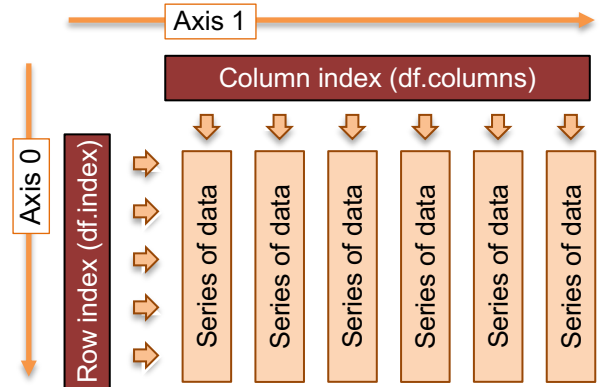 Axis 1
Column index (df.columns)
Axis 0
Row index (df.index)
Series of data
Series of data
Series of data
Series of data
Series of data
Series of data